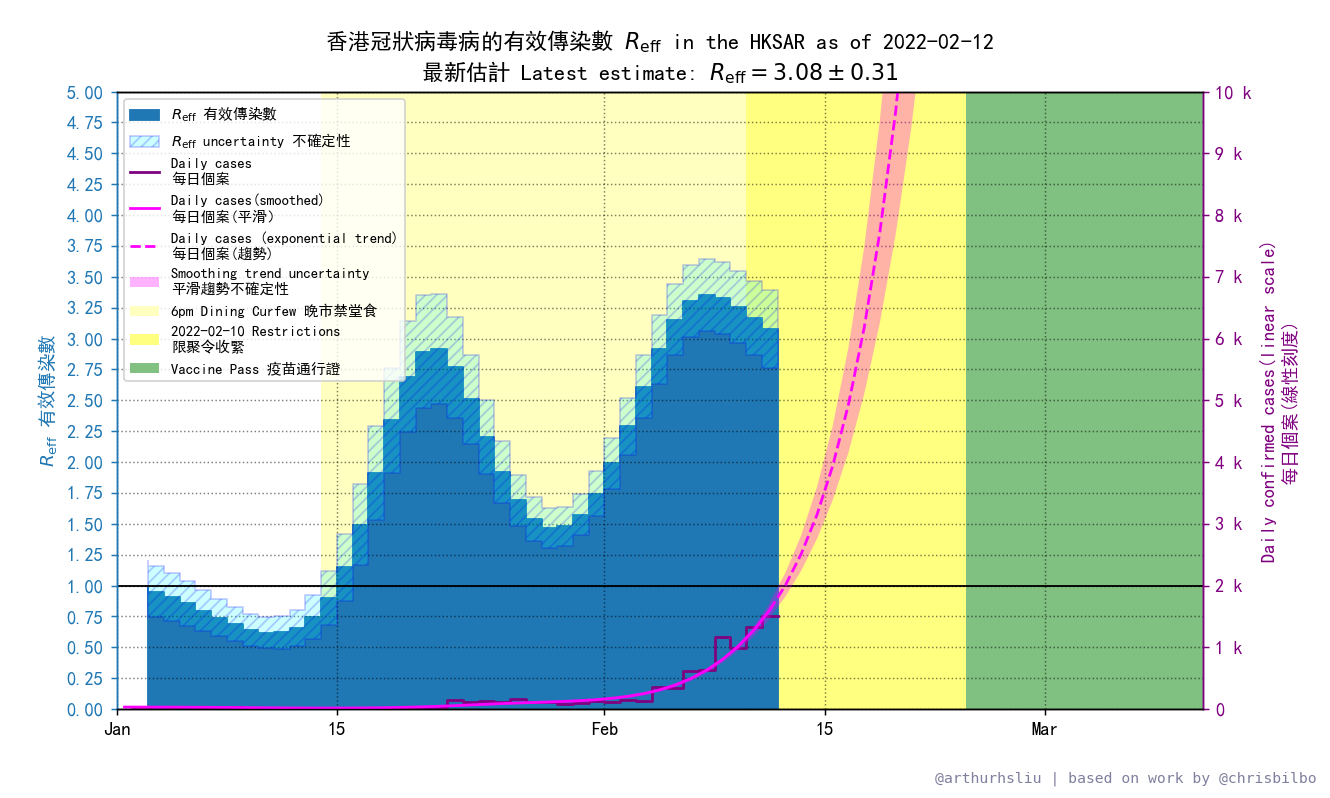 香港冠狀病毒病的有效傳染數 Reff in the HKSAR as of 2022-02-12
最新估計 Latest estimate: Reff = 3.08 ± 0.31
Reff 有效傳染數
Reff uncertainty 不確定性
Daily cases
每日個案
Daily cases(smoothed)
每日個案(平滑)
Daily cases (exponential trend)
每日個案(趨勢)
Smoothing trend uncertainty
平滑趨勢不確定性
6pm Dining Curfew 晚市禁堂食
2022-02-10 Restrictions
限聚令收緊
Vaccine Pass 疫苗通行證
5.00
4.75
4.50
4.25
4.00
3.75
3.50
3.25
3.00
2.75
2.50
2.25
2.00
1.75
1.50
1.25
1.00
0.75
0.50
0.25
0.00
Reff 有效傳染數
10 k
9 k
8 k
7 k
6 k
5 k
4 k
3 k
2 k
1 k
0
Daily confirmed cases(linear scale)
每日個案(線性刻度)
Jan
15
Feb
15
Mar
@arthurhsliu | based on work by @chrisbilbo